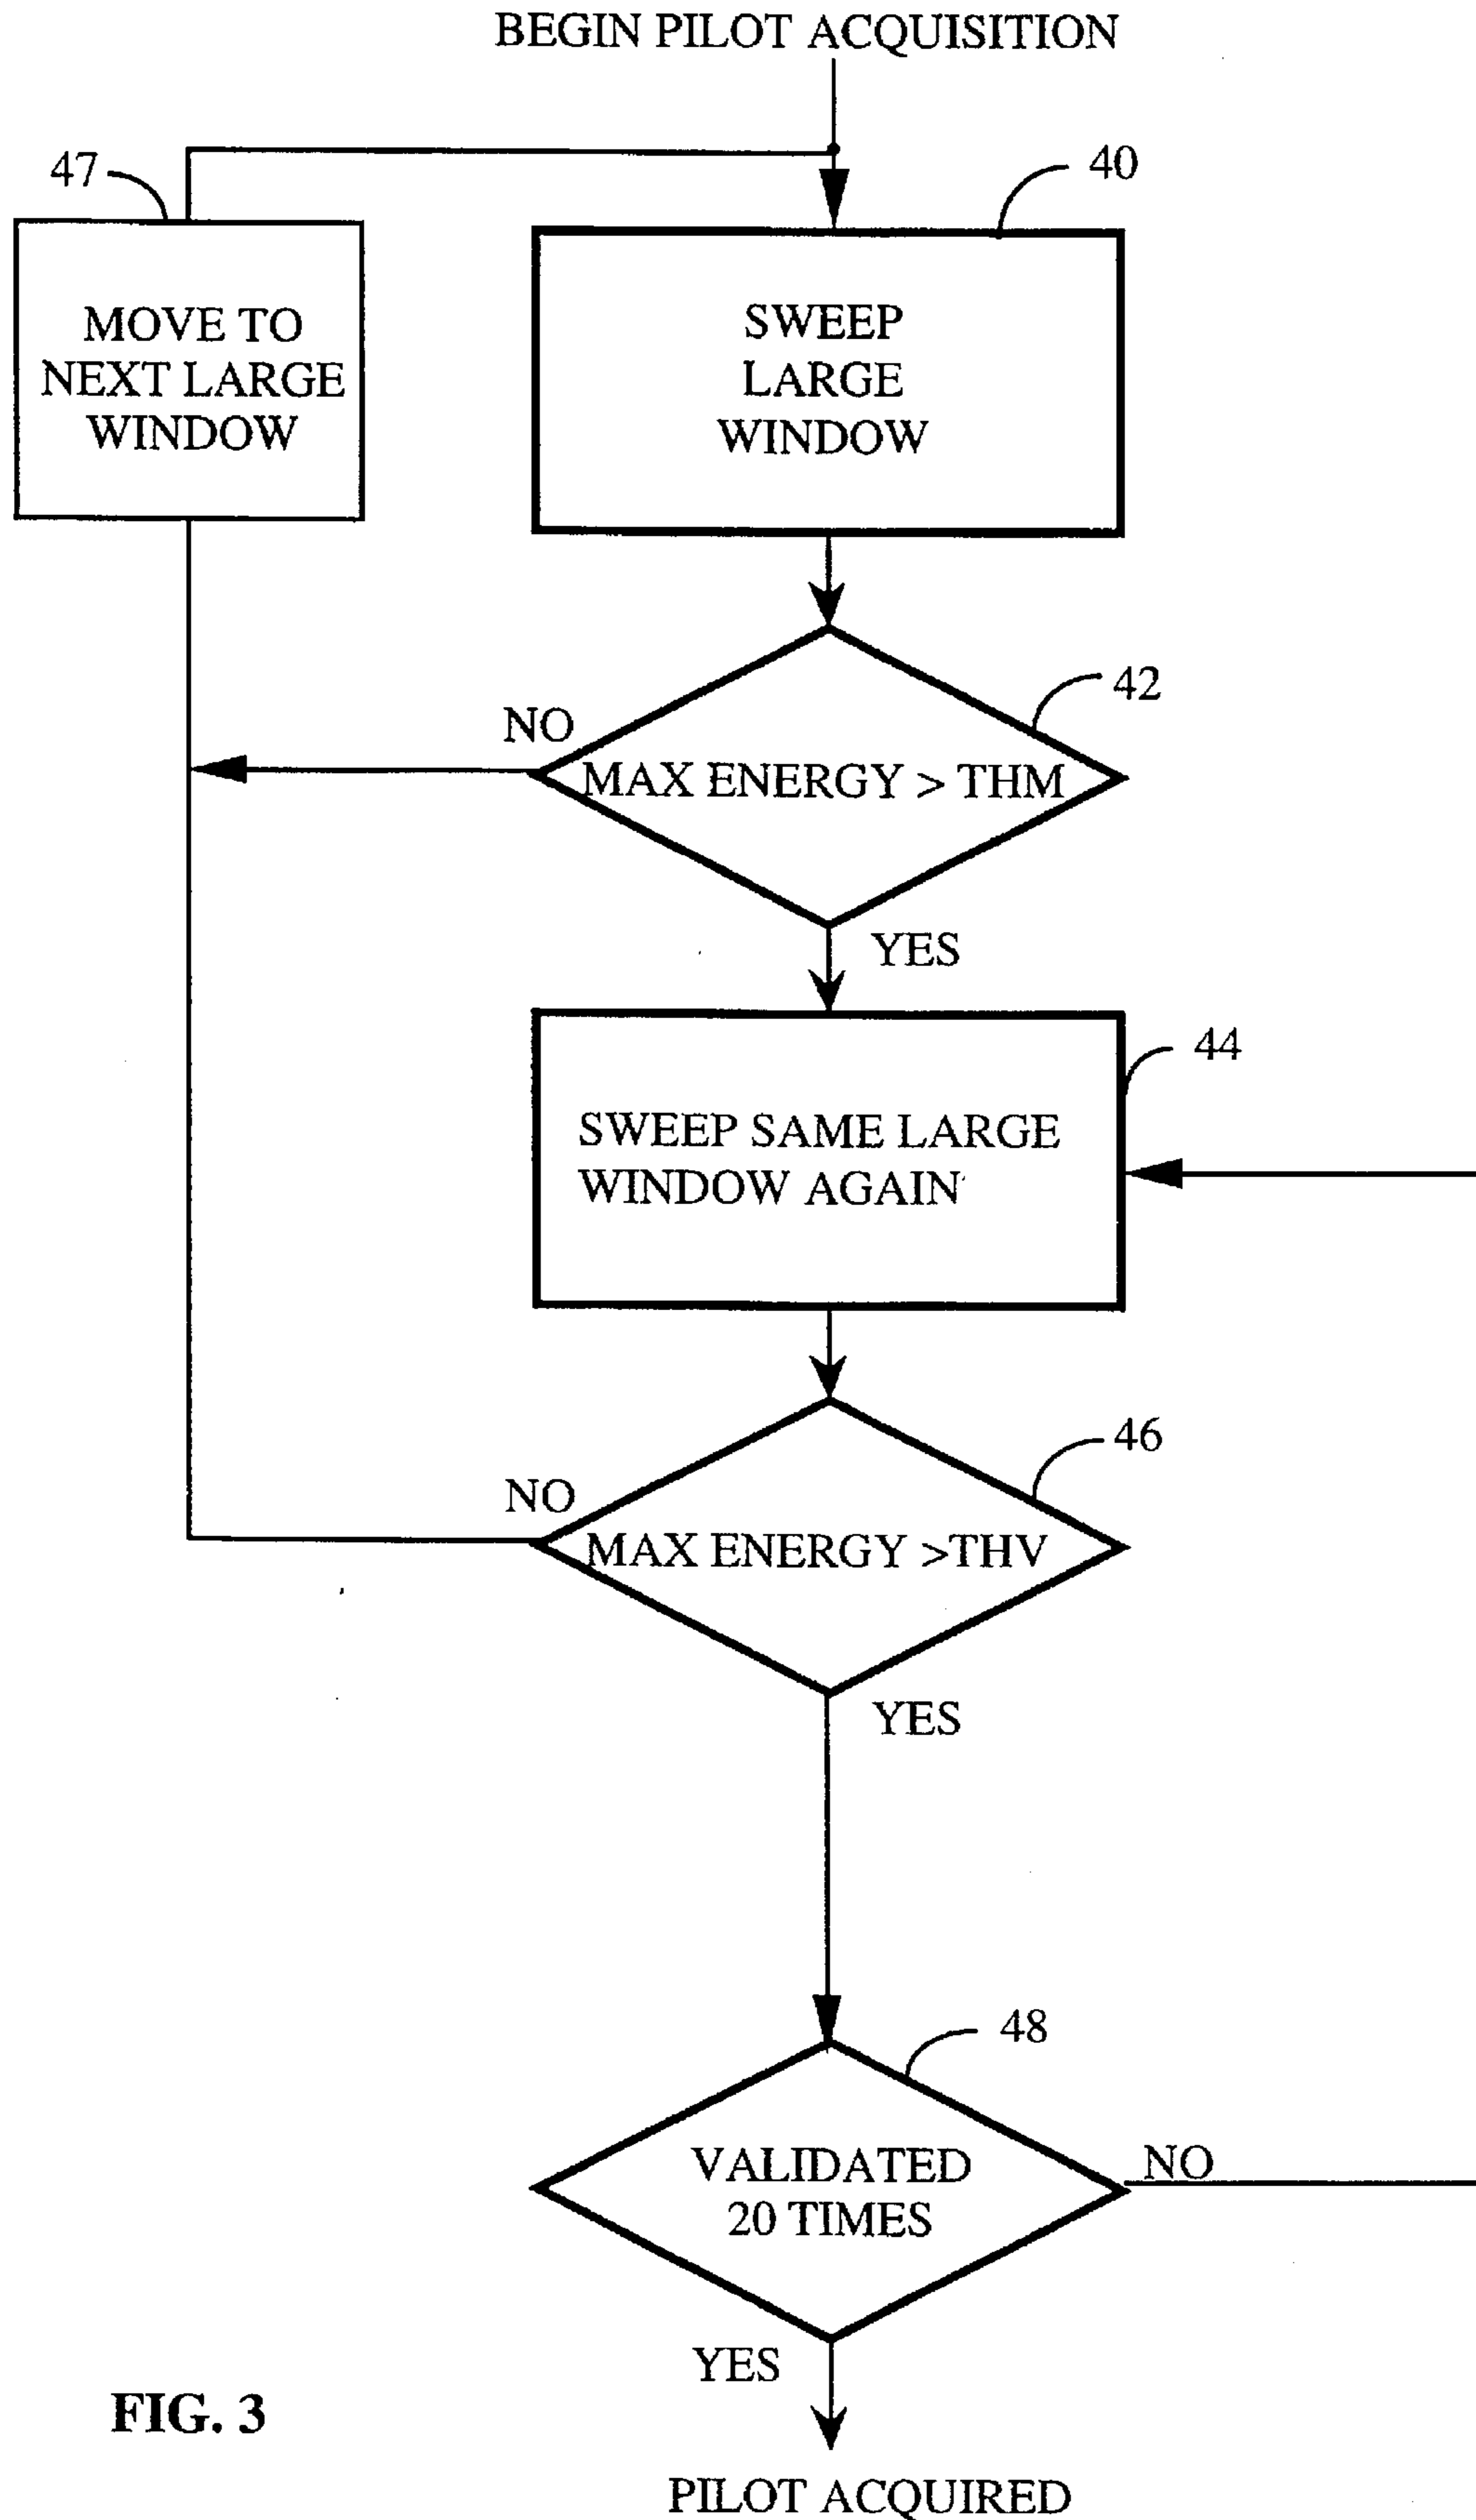 BEGIN PILOT ACQUISITION
47
40
MOVE TO
NEXT LARGE
WINDOW
SWEEP
LARGE
WINDOW
42
NO
MAX ENERGY > THM
YES
44
SWEEP SAME LARGE
WINDOW AGAIN
46
NO
MAX ENERGY >THV
YES
48
VALIDATED
20 TIMES
NO
YES
FIG. 3
PILOT ACQUIRED